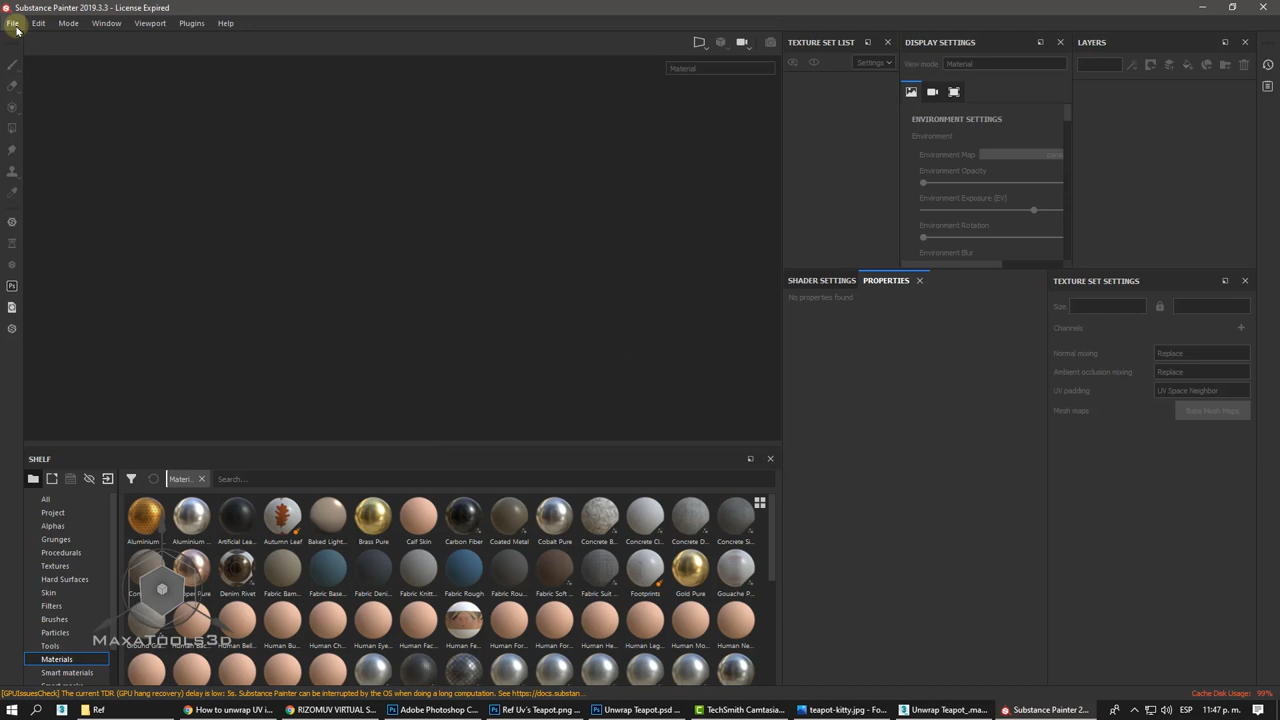 Substance Painter 2019.3.3 - License Expired
File Edit Mode Window Viewport Plugins Help
Material
TEXTURE SET LIST
Settings
DISPLAY SETTINGS
View mode Material
ENVIRONMENT SETTINGS
Environment
Environment Map
Environment Opacity
Environment Exposure (EV)
Environment Rotation
Environment Blur
LAYERS
SHADER SETTINGS PROPERTIES
No properties found
TEXTURE SET SETTINGS
Size
Channels
Normal mixing Replace
Ambient occlusion mixing Replace
UV padding UV Space Neighbor
Mesh maps Bake Mesh Maps
Ps
SHELF
Materi... Search...
All
Project
Alphas
Grunges
Procedurals
Textures
Hard Surfaces
Skin
Filters
Brushes
Particles
Tools
Materials
Smart materials
Aluminium Aluminium ... Artificial Lea... Autumn Leaf Baked Light... Brass Pure Calf Skin Carbon Fiber Coated Metal Cobalt Pure Concrete B... Concrete Cl... Concrete D... Concrete Si...
Denim Rivet Fabric Bam... Fabric Base... Fabric Deni... Fabric Knitt... Fabric Rough Fabric Rou... Fabric Soft ... Fabric Suit ... Footprints Gold Pure Gouache P...
Human Bel... Human Bu... Human Ch... Human Eye... Human Fac... Human Fe... Human For... Human For... Human He... Human Leg... Human Mo... Human Ne...
MAXATOOLS3D
[GPUIssuesCheck] The current TDR (GPU hang recovery) delay is low: 5s. Substance Painter can be interrupted by the OS when doing a long computation. See https://docs.substan...
Cache Disk Usage: 99%
Ref How to unwrap UV i... RIZOMUV VIRTUAL S... Adobe Photoshop C... Ref Uv's Teapot.png ... Unwrap Teapot.psd ... TechSmith Camtasia... teapot-kitty.jpg - Fo... Unwrap Teapot_.ma... Substance Painter 2... ESP 11:47 p. m.